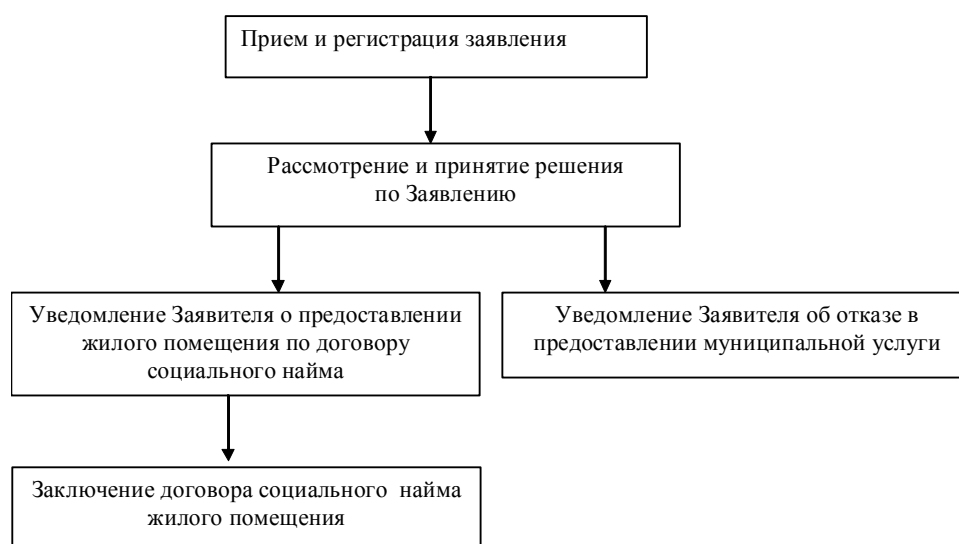 Прием и регистрация заявления
Рассмотрение и принятие решения
по Заявлению
Уведомление Заявителя о предоставлении
жилого помещения по договору
социального найма
Уведомление Заявителя об отказе в
предоставлении муниципальной услуги
Заключение договора социального найма
жилого помещения